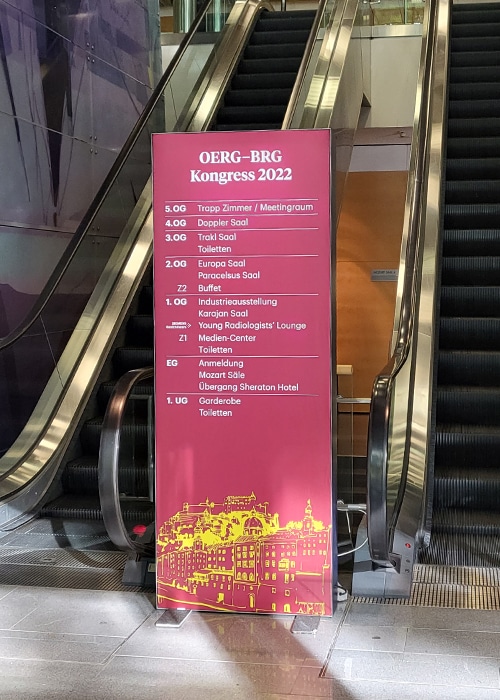 OERG–BRG
Kongress 2022
5. OG Trapp Zimmer / Meetingraum
4. OG Doppler Saal
3. OG Trakl Saal
Toiletten
2. OG Europa Saal
Paracelsus Saal
Z2 Buffet
1. OG Industrieausstellung
Karajan Saal
Young Radiologists' Lounge
Z1 Medien-Center
Toiletten
EG Anmeldung
Mozart Säle
Übergang Sheraton Hotel
1. UG Garderobe
Toiletten